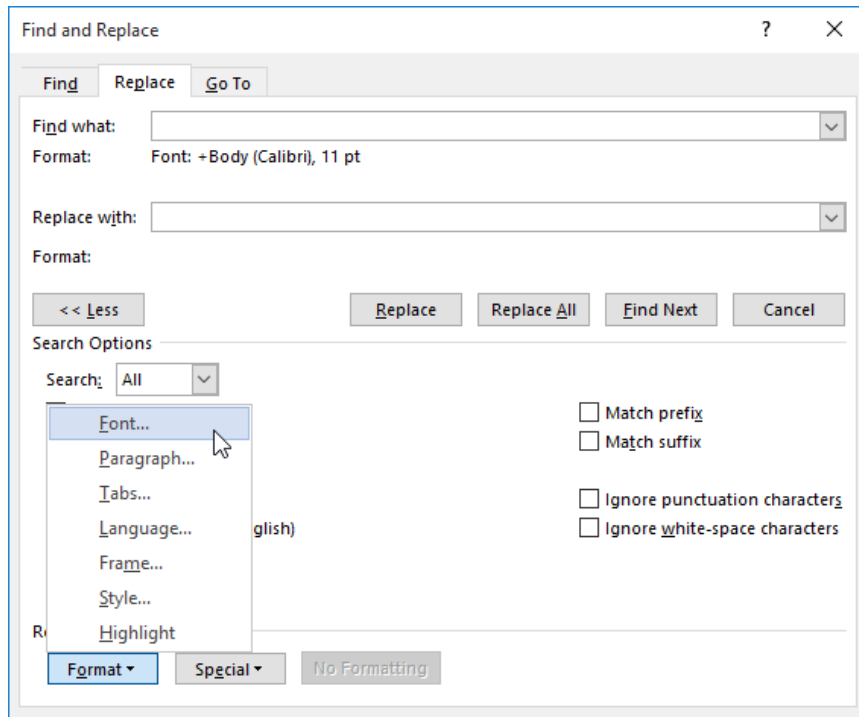 Find and Replace ?
Find Replace Go To
Find what:
Format: Font: +Body (Calibri), 11 pt
Replace with:
Format:
<< Less Replace Replace All Find Next Cancel
Search Options
Search: All
Font... Match prefix
Paragraph... Match suffix
Tabs... Ignore punctuation characters
Language... glish) Ignore white-space characters
Frame...
Style...
R Highlight
Format Special No Formatting